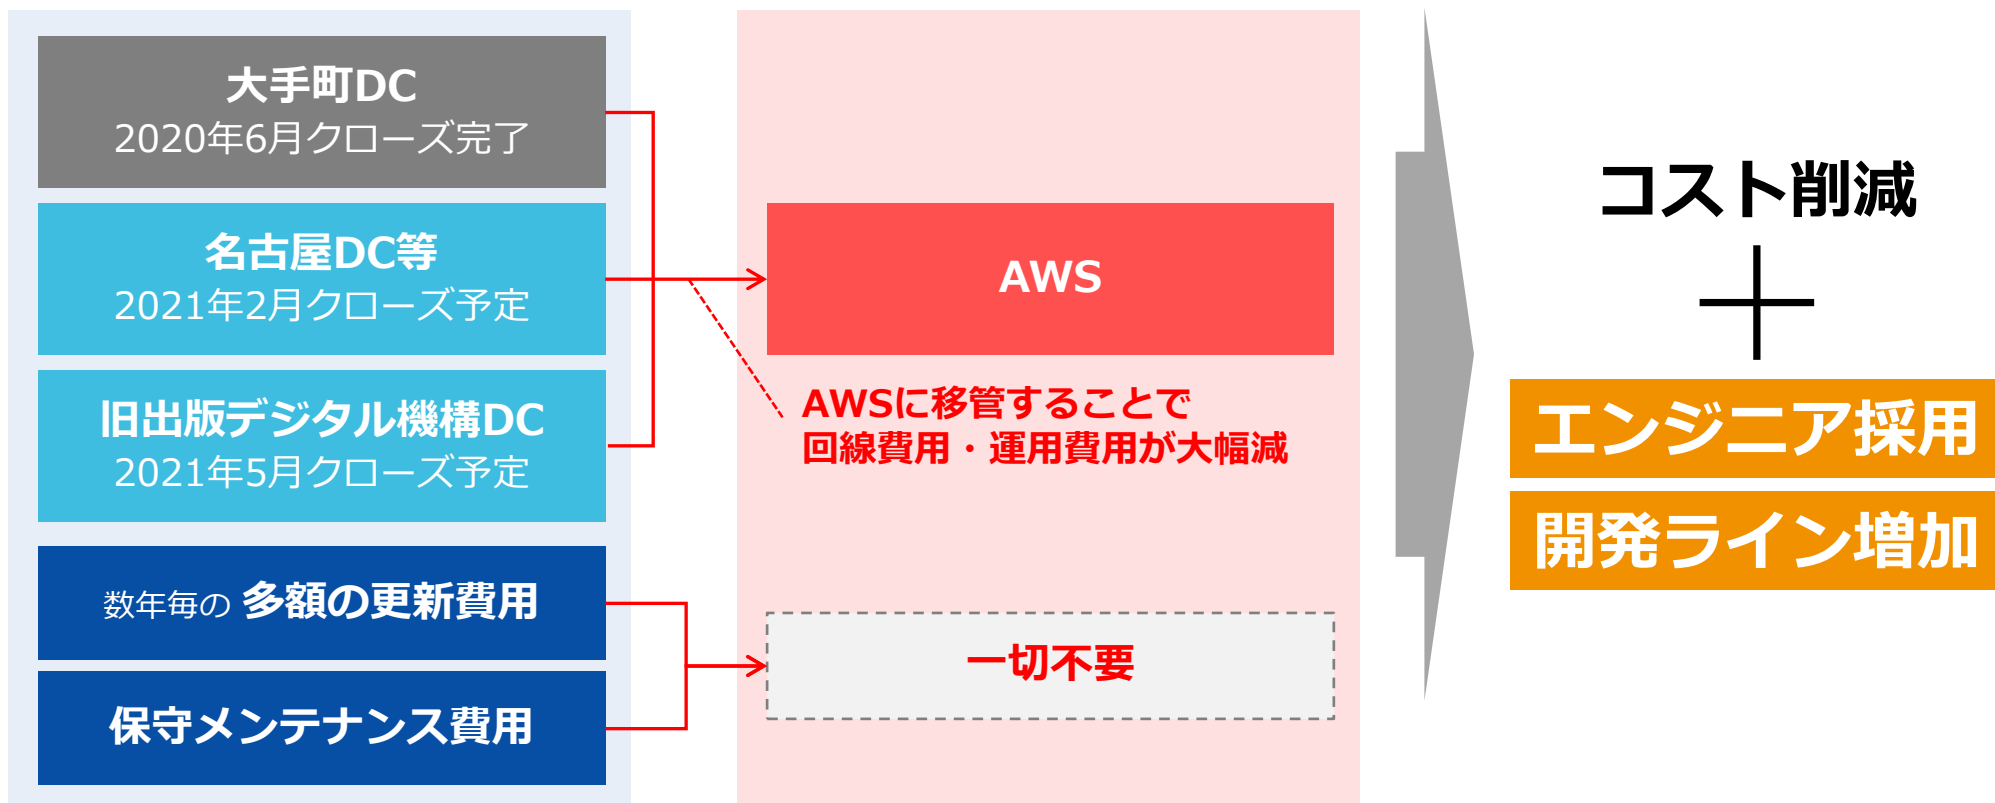 大手町DC
2020年6月クローズ完了
名古屋DC等
2021年2月クローズ予定
旧出版デジタル機構DC
2021年5月クローズ予定
数年毎の 多額の更新費用
保守メンテナンス費用
AWS
AWSに移管することで
回線費用・運用費用が大幅減
一切不要
コスト削減
＋
エンジニア採用
開発ライン増加